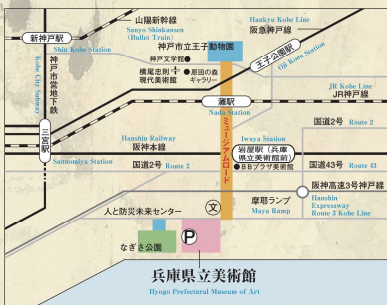 山陽新幹線
Sanyo Shinkansen
(Bullet Train)
Hankyu Kobe Line
阪急神戸線
新神戸駅
Shin Kobe Station
神戸市立王子動物園
神戸文学館●
王子公園駅
Oji Koen Station
横尾忠則
現代美術館
●原田の森
ギャラリー
神戸市営地下鉄
Kobe City Subway
灘駅
Nada Station
JR Kobe Line
JR神戸線
三宮駅
Sannomiya Station
Hanshin Railway
阪神本線
ミュージアムロード
Iwaya Station
岩屋駅(兵庫
県立美術館前)
●BBプラザ美術館
国道2号 Route 2
国道2号 Route 2
国道43号 Route 43
阪神高速3号神戸線
摩耶ランプ
Maya Ramp
Hanshin
Expressway
Route 3 Kobe Line
人と防災未来センター
文
P
なぎさ公園
兵庫県立美術館
Hyogo Prefectural Museum of Art